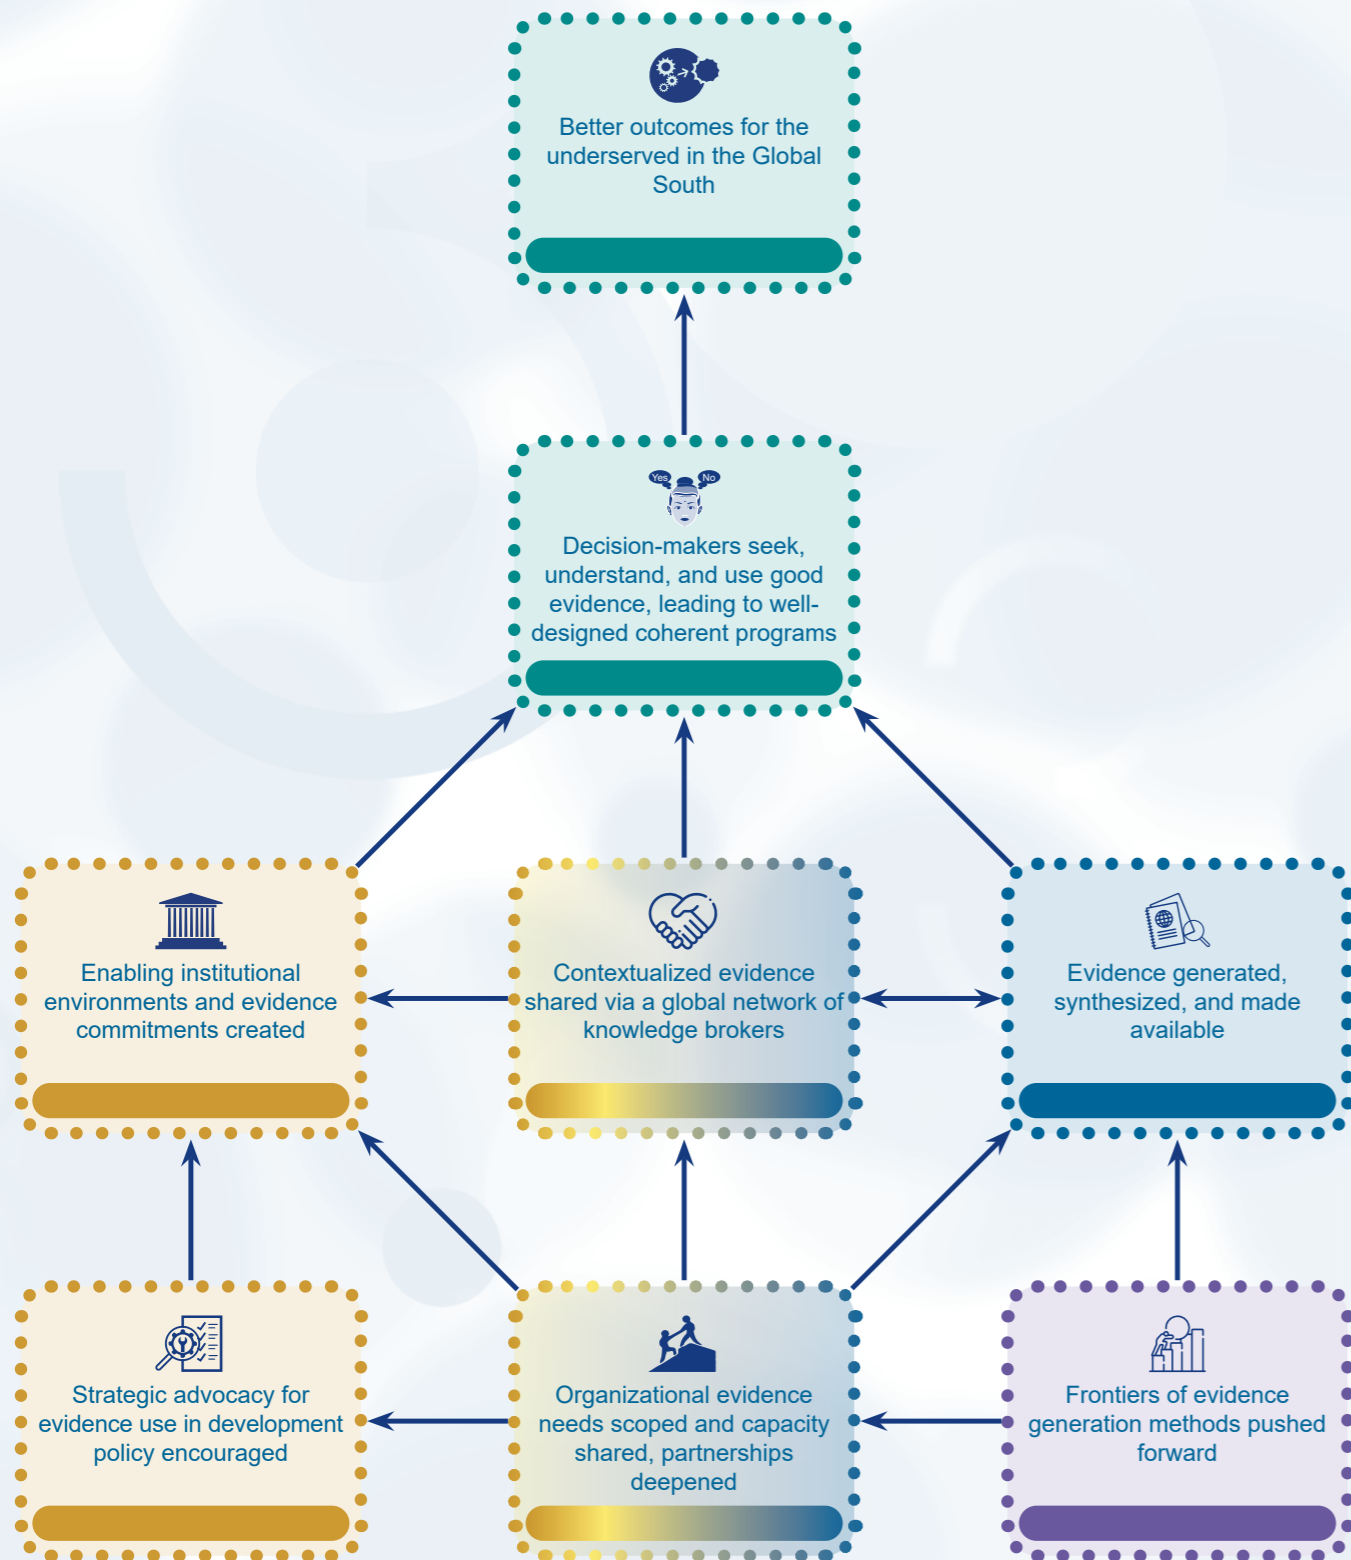 Better outcomes for the
underserved in the Global
South
Yes
No
Decision-makers seek,
understand, and use good
evidence, leading to well-
designed coherent programs
Enabling institutional
environments and evidence
commitments created
Contextualized evidence
shared via a global network of
knowledge brokers
Evidence generated,
synthesized, and made
available
Strategic advocacy for
evidence use in development
policy encouraged
Organizational evidence
needs scoped and capacity
shared, partnerships
deepened
Frontiers of evidence
generation methods pushed
forward